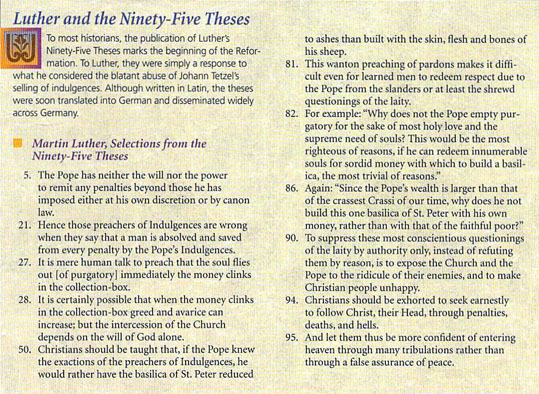 Luther and the Ninety-Five Theses
To most historians, the publication of Luther's
Ninety-Five Theses marks the beginning of the Refor-
mation. To Luther, they were simply a response to
what he considered the blatant abuse of Johann Tetzel's
selling of indulgences. Although written in Latin, the theses
were soon translated into German and disseminated widely
across Germany.
Martin Luther, Selections from the
Ninety-Five Theses
5. The Pope has neither the will nor the power
to remit any penalties beyond those he has
imposed either at his own discretion or by canon
law.
21. Hence those preachers of Indulgences are wrong
when they say that a man is absolved and saved
from every penalty by the Pope's Indulgences.
27. It is mere human talk to preach that the soul flies
out [of purgatory] immediately the money clinks
in the collection-box.
28. It is certainly possible that when the money clinks
in the collection-box greed and avarice can
increase; but the intercession of the Church
depends on the will of God alone.
50. Christians should be taught that, if the Pope knew
the exactions of the preachers of Indulgences, he
would rather have the basilica of St. Peter reduced
to ashes than built with the skin, flesh and bones of
his sheep.
81. This wanton preaching of pardons makes it diffi-
cult even for learned men to redeem respect due to
the Pope from the slanders or at least the shrewd
questionings of the laity.
82. For example: "Why does not the Pope empty pur-
gatory for the sake of most holy love and the
supreme need of souls? This would be the most
righteous of reasons, if he can redeem innumerable
souls for sordid money with which to build a basil-
ica, the most trivial of reasons."
86. Again: "Since the Pope's wealth is larger than that
of the crassest Crassi of our time, why does he not
build this one basilica of St. Peter with his own
money, rather than with that of the faithful poor?"
90. To suppress these most conscientious questionings
of the laity by authority only, instead of refuting
them by reason, is to expose the Church and the
Pope to the ridicule of their enemies, and to make
Christian people unhappy.
94. Christians should be exhorted to seek earnestly
to follow Christ, their Head, through penalties,
deaths, and hells.
95. And let them thus be more confident of entering
heaven through many tribulations rather than
through a false assurance of peace.